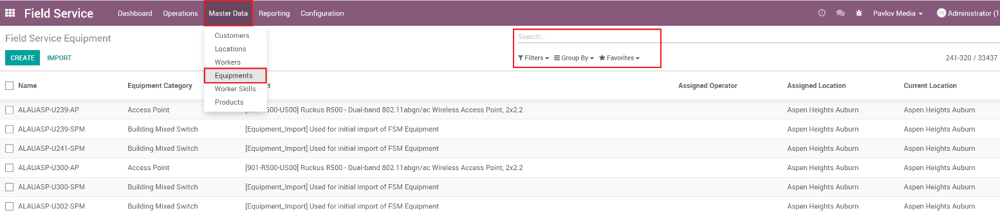 Field Service Dashboard Operations Master Data Reporting Configuration Pavlov Media Administrator (1
Field Service Equipment
CREATE IMPORT
Customers
Locations
Workers
Equipments
Worker Skills
Products
Search...
Filters Group By Favorites
241-320 / 33437
Name Equipment Category ct Assigned Operator Assigned Location Current Location
ALAUASP-U239-AP Access Point [901-R500-US00] Ruckus R500 - Dual-band 802.11abgn/ac Wireless Access Point, 2x2:2 Aspen Heights Auburn Aspen Heights Auburn
ALAUASP-U239-SPM Building Mixed Switch [Equipment_Import] Used for initial import of FSM Equipment Aspen Heights Auburn Aspen Heights Auburn
ALAUASP-U241-SPM Building Mixed Switch [Equipment_Import] Used for initial import of FSM Equipment Aspen Heights Auburn Aspen Heights Auburn
ALAUASP-U300-AP Access Point [901-R500-US00] Ruckus R500 - Dual-band 802.11abgn/ac Wireless Access Point, 2x2:2 Aspen Heights Auburn Aspen Heights Auburn
ALAUASP-U300-SPM Building Mixed Switch [Equipment_Import] Used for initial import of FSM Equipment Aspen Heights Auburn Aspen Heights Auburn
ALAUASP-U302-SPM Building Mixed Switch [Equipment_Import] Used for initial import of FSM Equipment Aspen Heights Auburn Aspen Heights Auburn